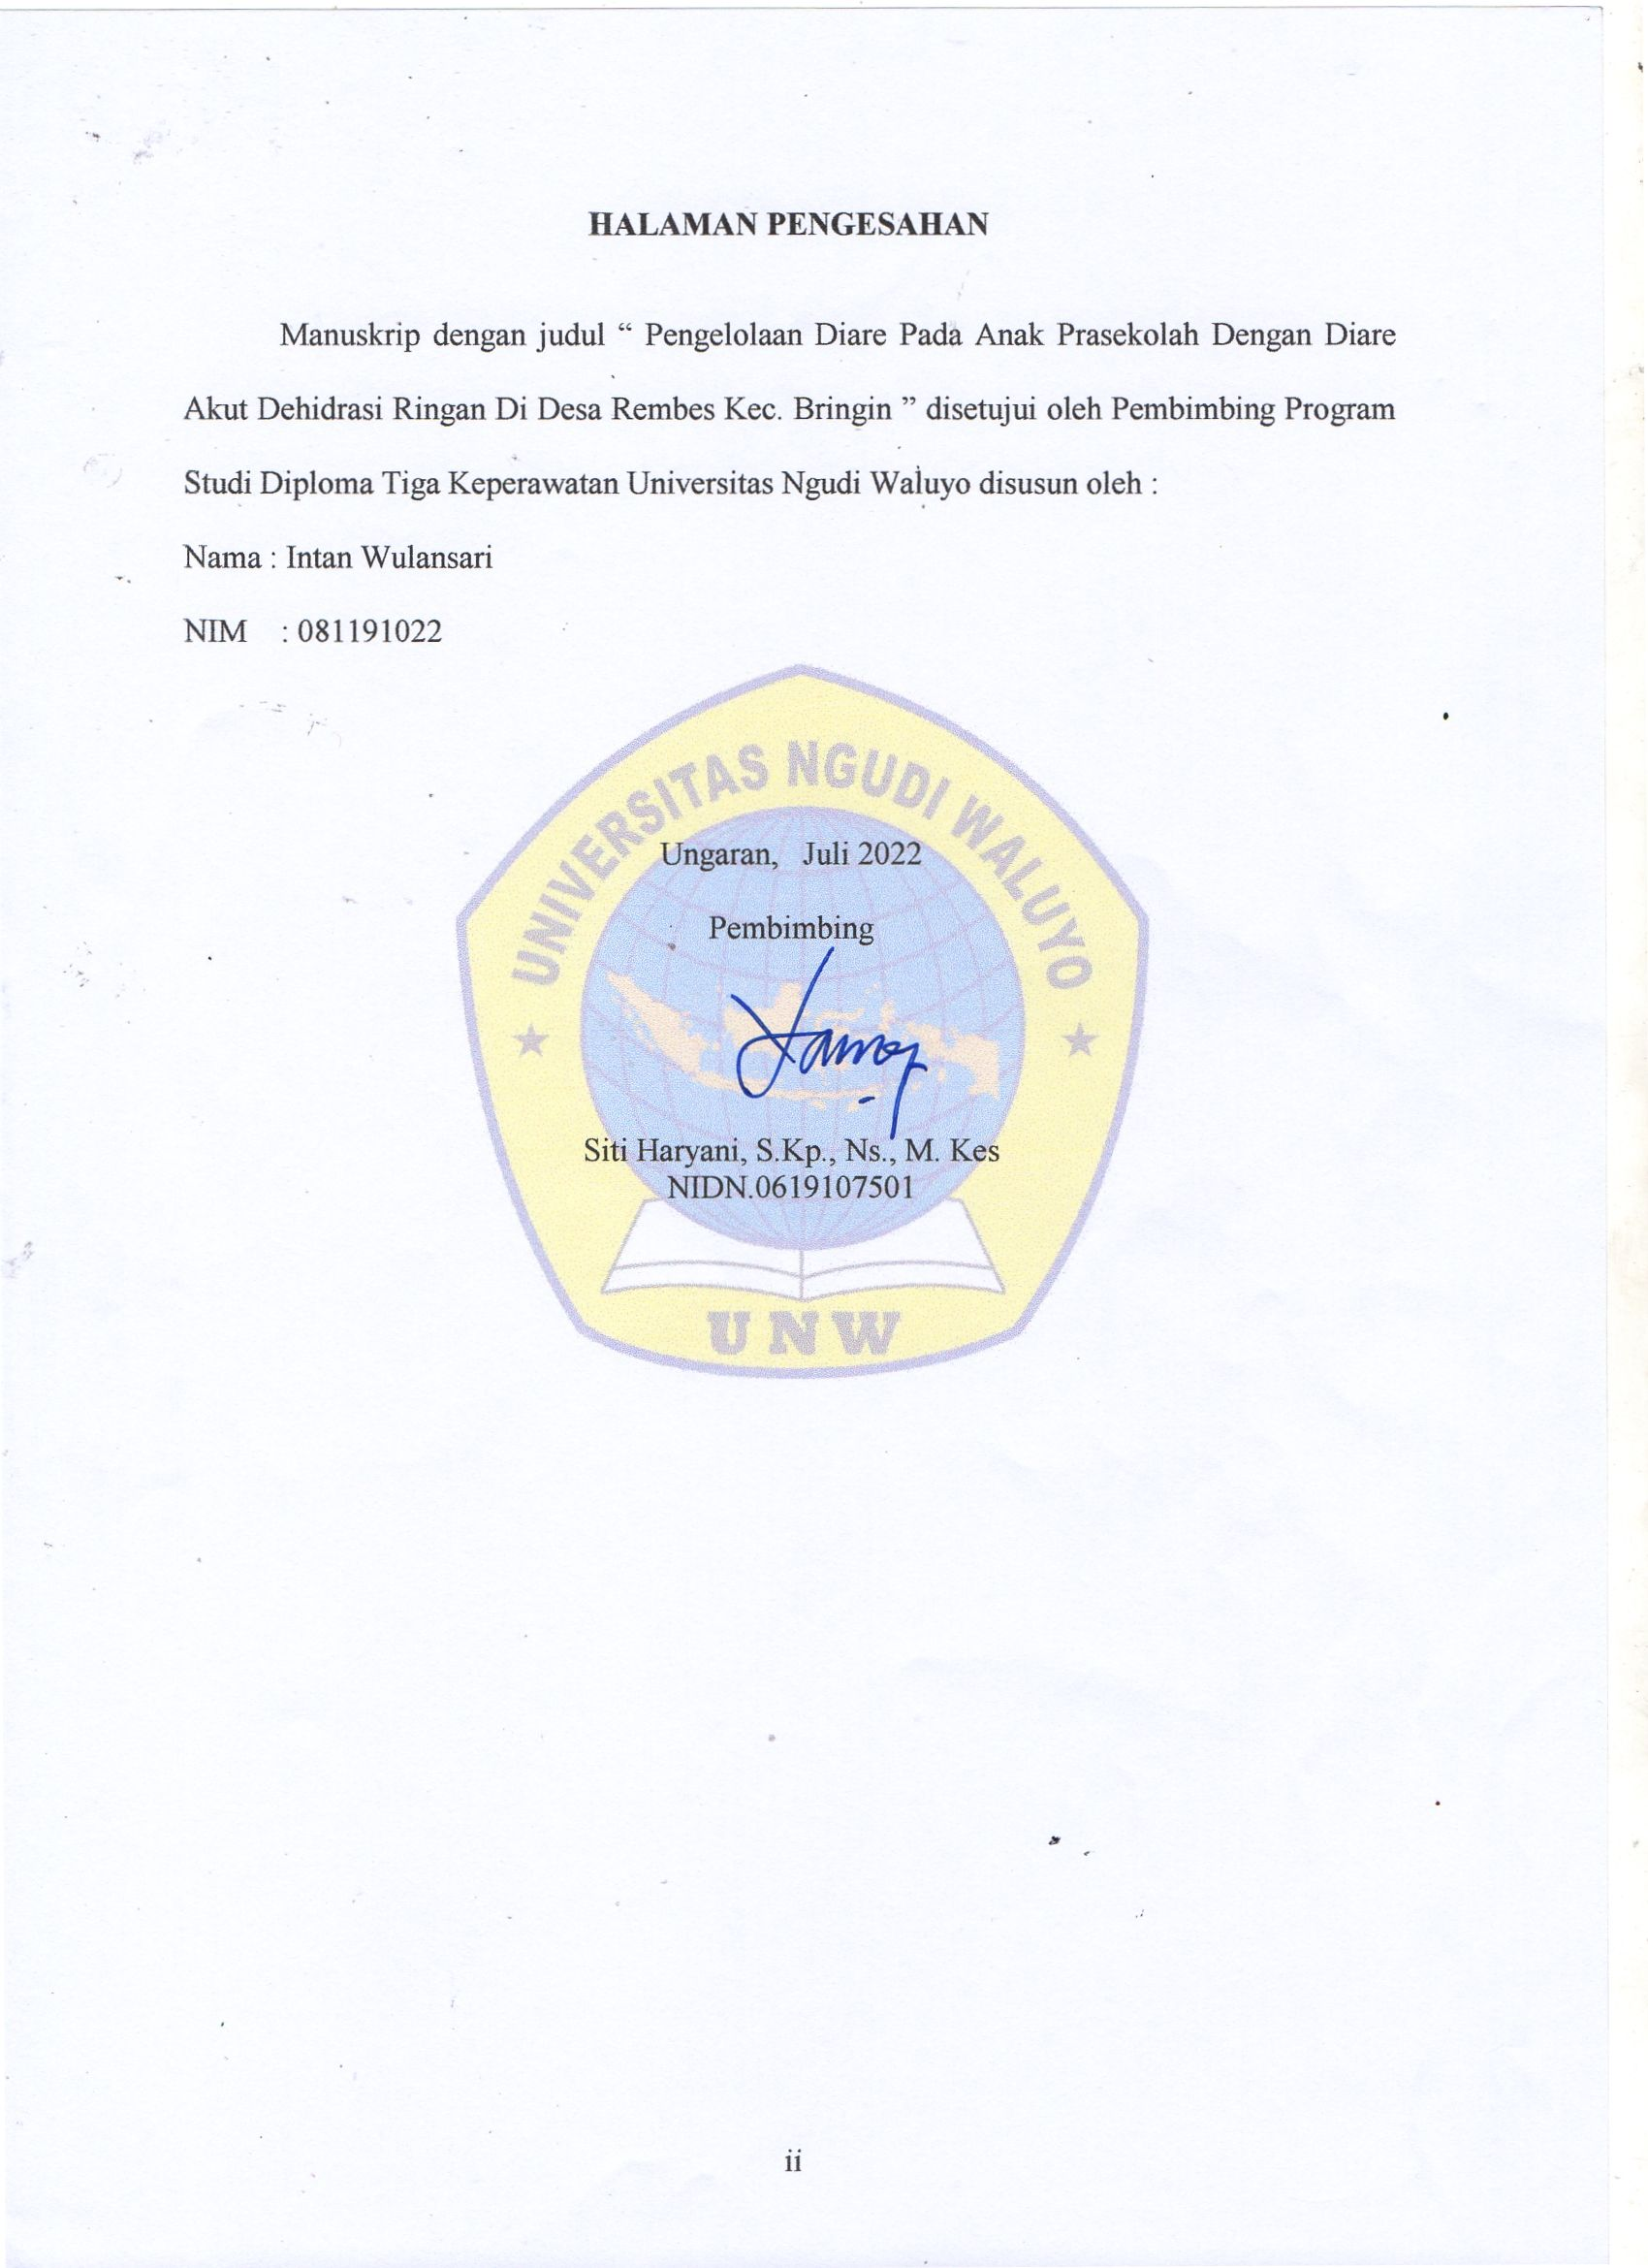 HALAMAN PENGESAHAN
Manuskrip dengan judul “ Pengelolaan Diare Pada Anak Prasekolah Dengan Diare
Akut Dehidrasi Ringan Di Desa Rembes Kec. Bringin ” disetujui oleh Pembimbing Program
Studi Diploma Tiga Keperawatan Universitas Ngudi Waluyo disusun oleh :
Nama : Intan Wulansari
NIM : 081191022
UNIVERSITAS NGUDI WALUYO
Ungaran, Juli 2022
Pembimbing
Siti Haryani, S.Kp., Ns., M. Kes
NIDN.0619107501
UNW
ii